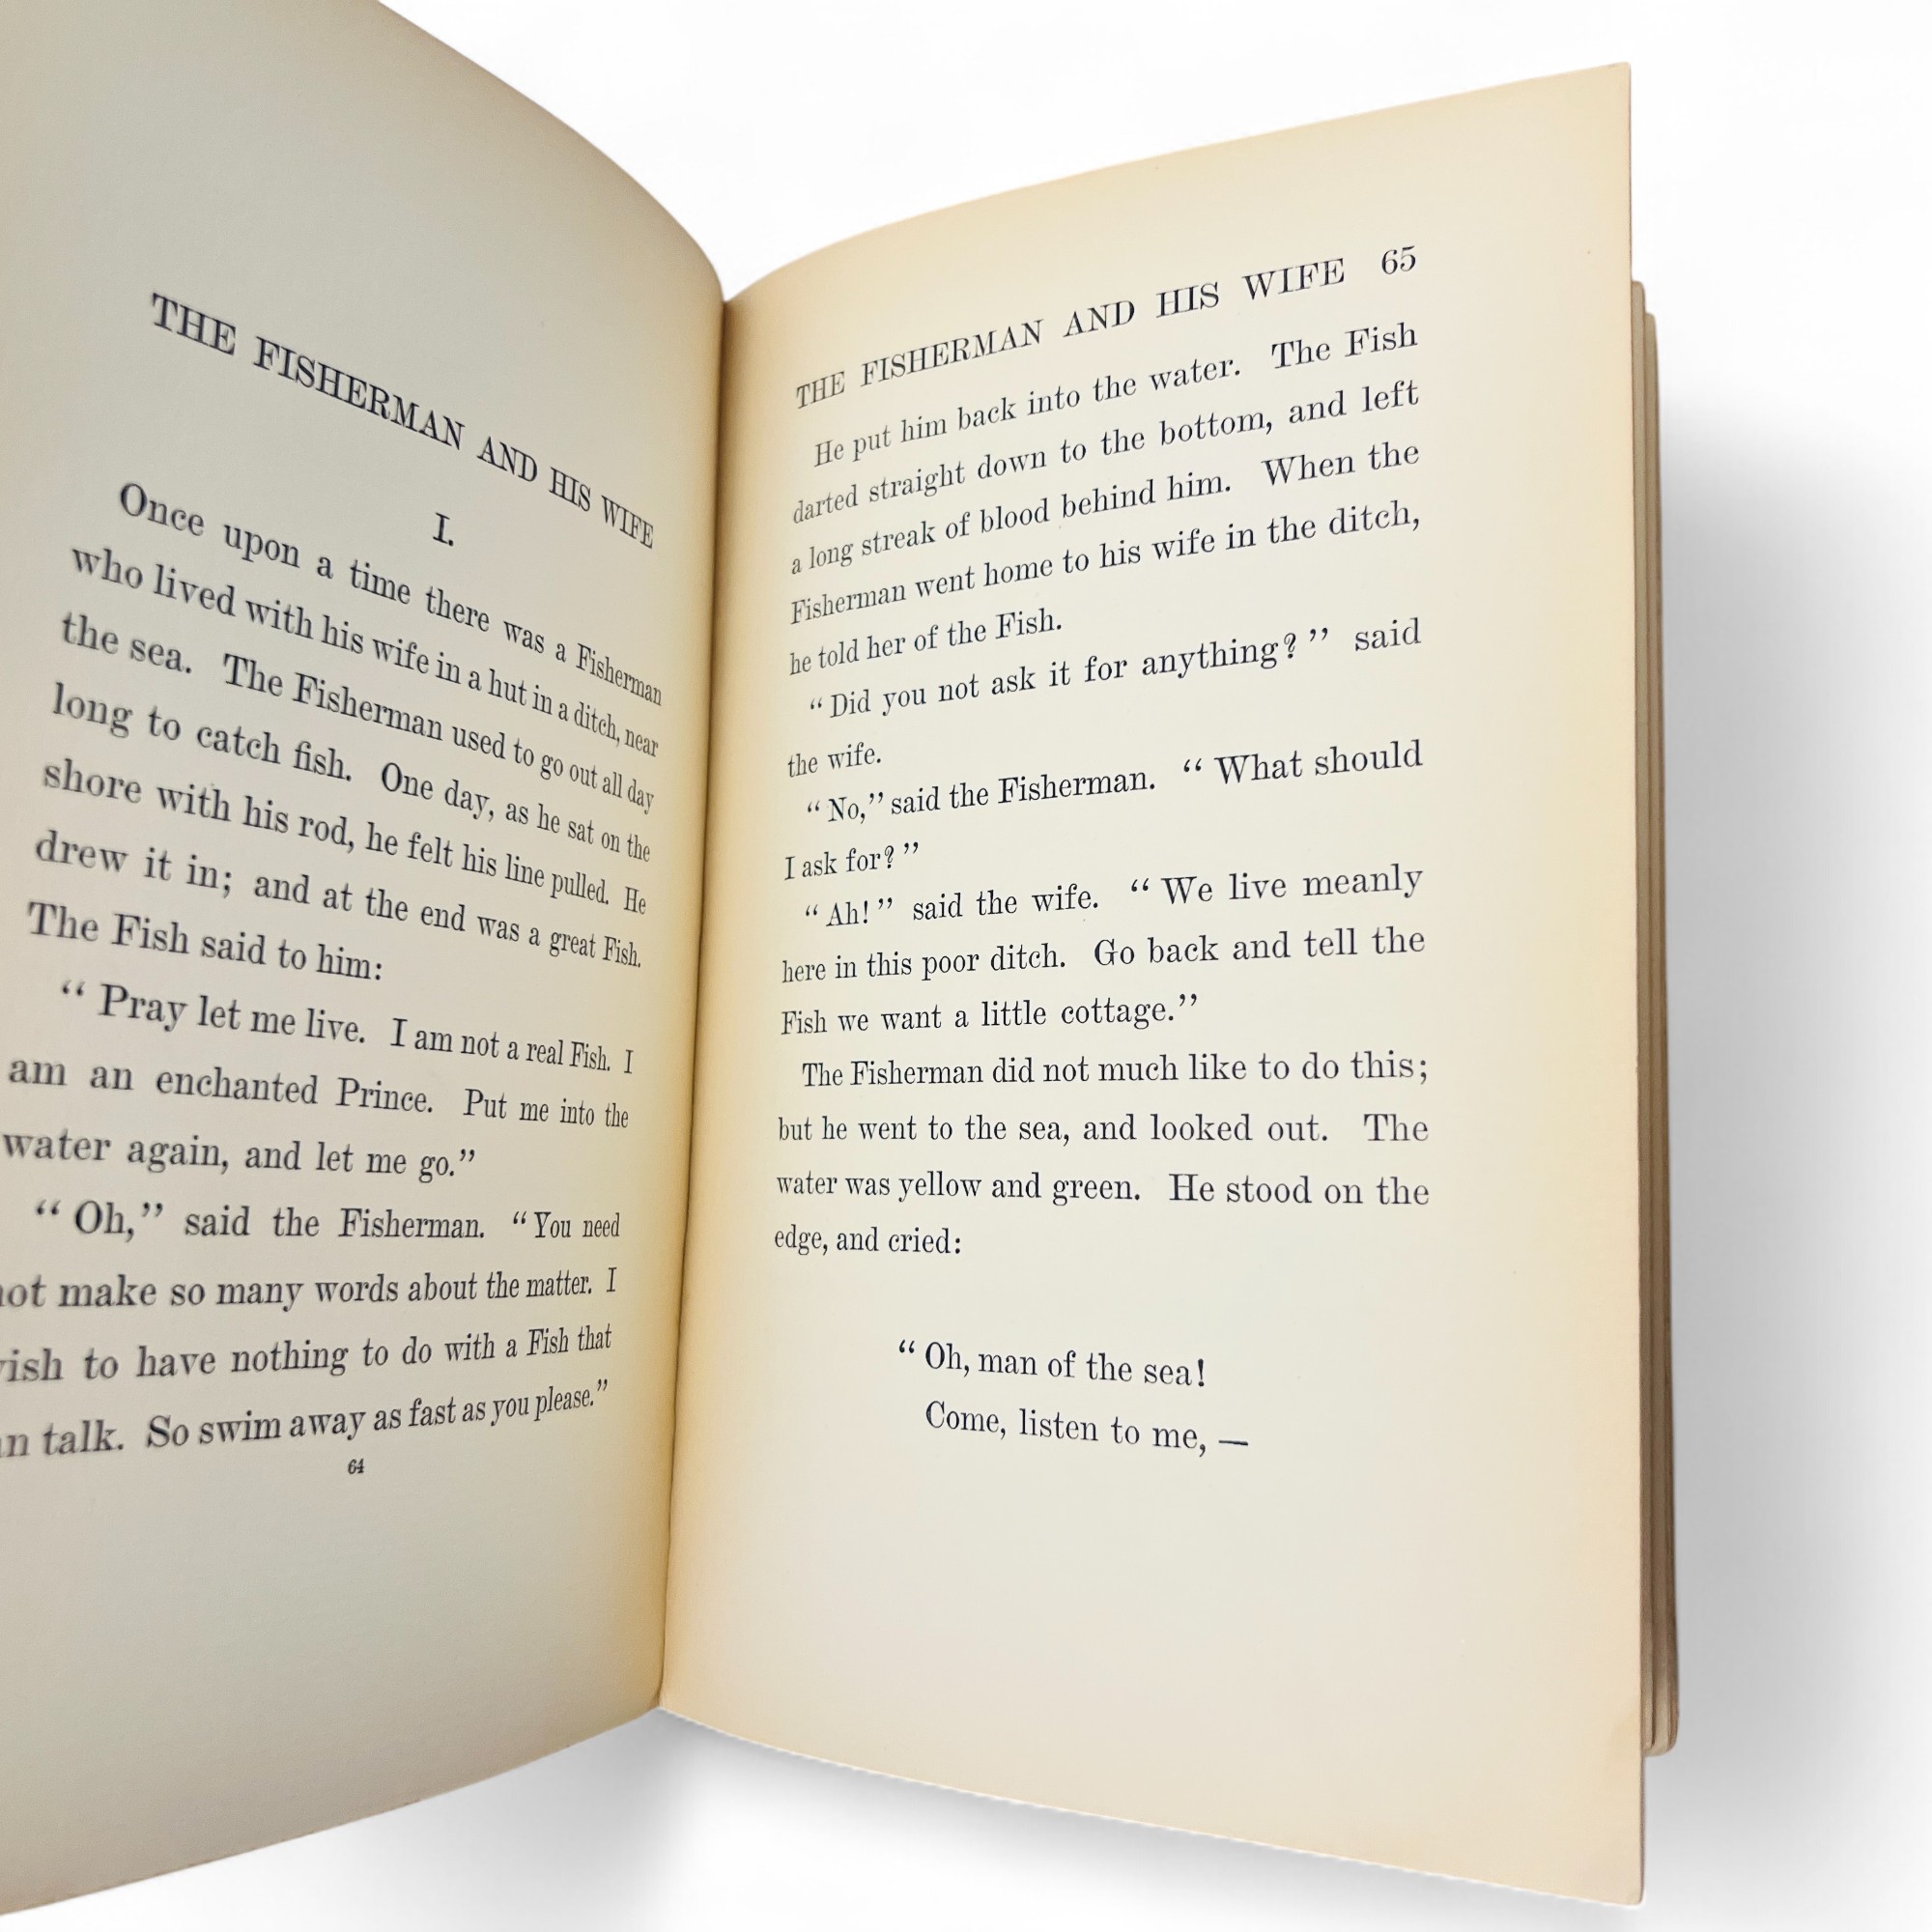 THE FISHERMAN AND HIS WIFE
I.
Once upon a time there was a Fisherman
who lived with his wife in a hut in a ditch, near
the sea. The Fisherman used to go out all day
long to catch fish. One day, as he sat on the
shore with his rod, he felt his line pulled. He
drew it in; and at the end was a great Fish.
The Fish said to him:
“ Pray let me live. I am not a real Fish. I
am an enchanted Prince. Put me into the
water again, and let me go.”
“ Oh,” said the Fisherman. “ You need
make so many words about the matter. I
to have nothing to do with a Fish that
talk. So swim away as fast as you please.”
64
THE FISHERMAN AND HIS WIFE 65
He put him back into the water. The Fish
darted straight down to the bottom, and left
a long streak of blood behind him. When the
Fisherman went home to his wife in the ditch,
he told her of the Fish.
“ Did you not ask it for anything? ” said
the wife.
“ No,” said the Fisherman. “ What should
I ask for? ”
“ Ah! ” said the wife. “ We live meanly
here in this poor ditch. Go back and tell the
Fish we want a little cottage.”
The Fisherman did not much like to do this;
but he went to the sea, and looked out. The
water was yellow and green. He stood on the
edge, and cried:
“ Oh, man of the sea!
Come, listen to me, —